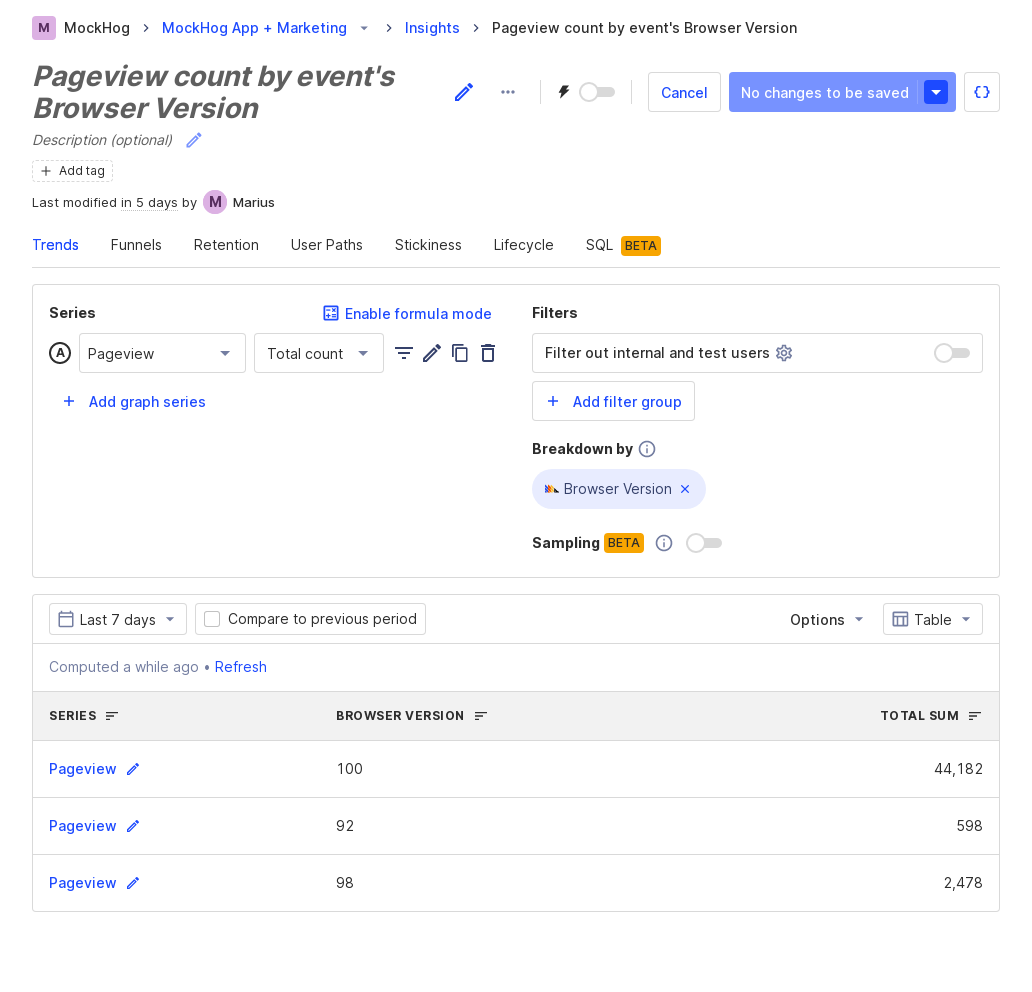 M MockHog MockHog App + Marketing Insights Pageview count by event's Browser Version
Pageview count by event's
Browser Version
Cancel No changes to be saved
Description (optional)
Add tag
Last modified in 5 days by M Marius
Trends Funnels Retention User Paths Stickiness Lifecycle SQL BETA
Series Enable formula mode
A Pageview Total count
Add graph series
Filters
Filter out internal and test users
Add filter group
Breakdown by
Browser Version
Sampling BETA
Last 7 days Compare to previous period Options Table
Computed a while ago • Refresh
SERIES BROWSER VERSION TOTAL SUM
Pageview 100 44,182
Pageview 92 598
Pageview 98 2,478